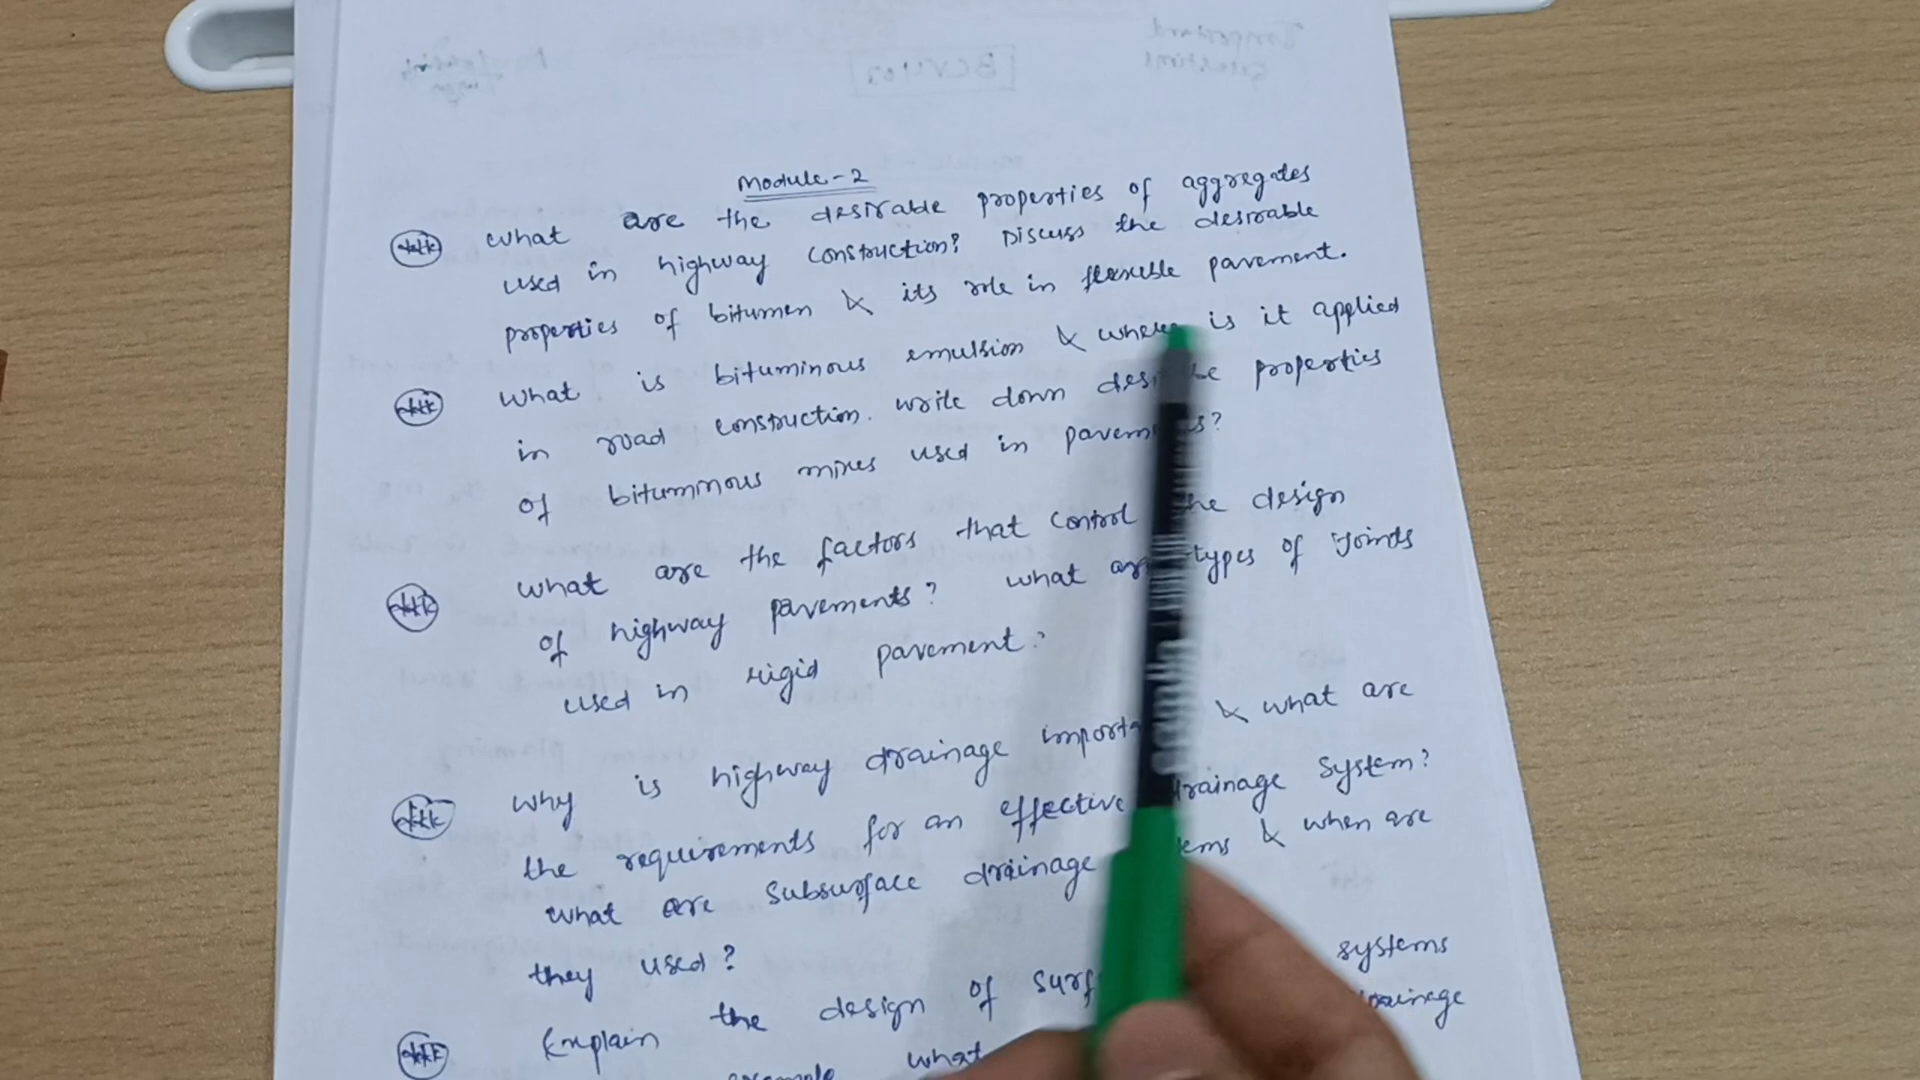 Module-2
What are the desirable properties of aggregates
used in highway construction? Discuss the desirable
properties of bitumen & its role in flexible pavement.
What is bituminous emulsion & where is it applied
in road construction. Write down properties
of bituminous mixes used in
What are the factors that control the design
of highway pavements? What are types of Joints
used in rigid pavement?
Why is highway drainage & what are
the requirements for an effective drainage system?
What are subsurface drainage & when are
they used?
Explain the design of systems
example what drainage